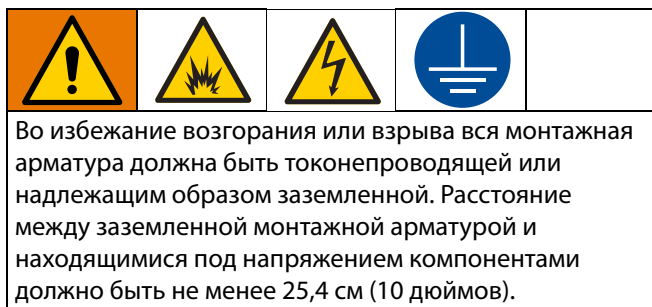 Во избежание возгорания или взрыва вся монтажная
арматура должна быть токонепроводящей или
надлежащим образом заземленной. Расстояние
между заземленной монтажной арматурой и
находящимися под напряжением компонентами
должно быть не менее 25,4 см (10 дюймов).